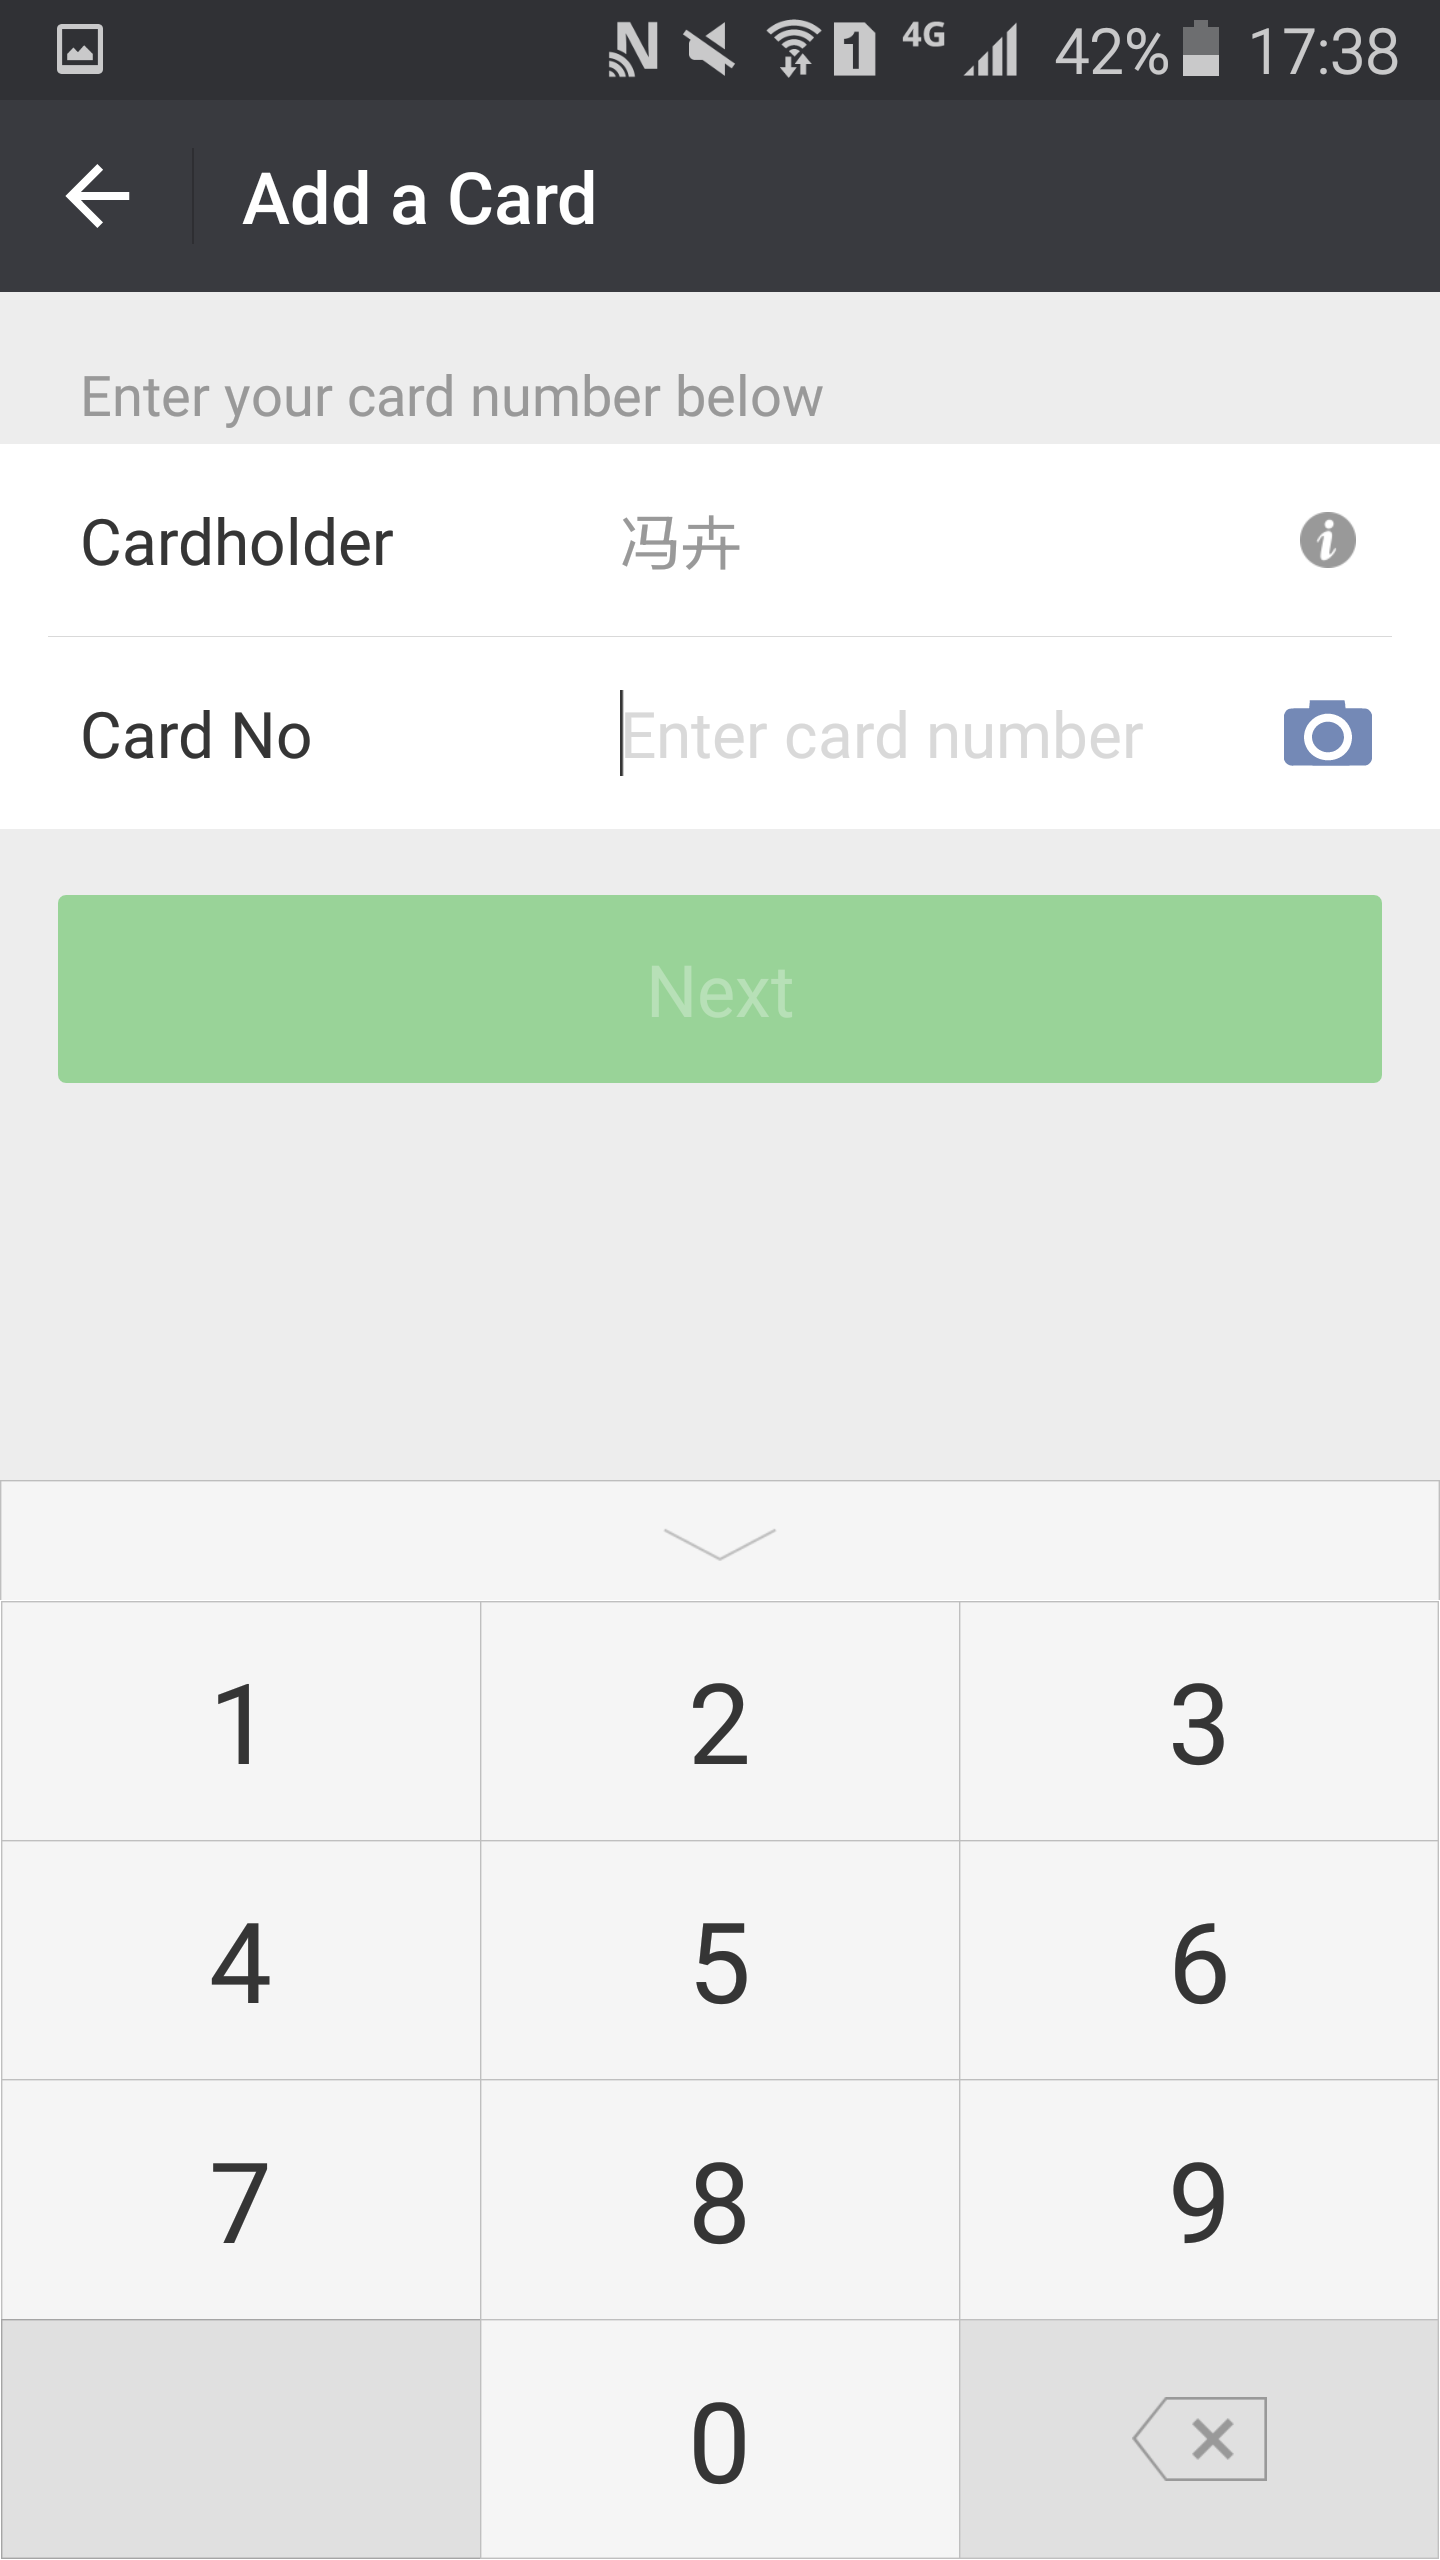 4G 42% 17:38
Add a Card
Enter your card number below
Cardholder 冯卉
Card No Enter card number
Next
1 2 3
4 5 6
7 8 9
0